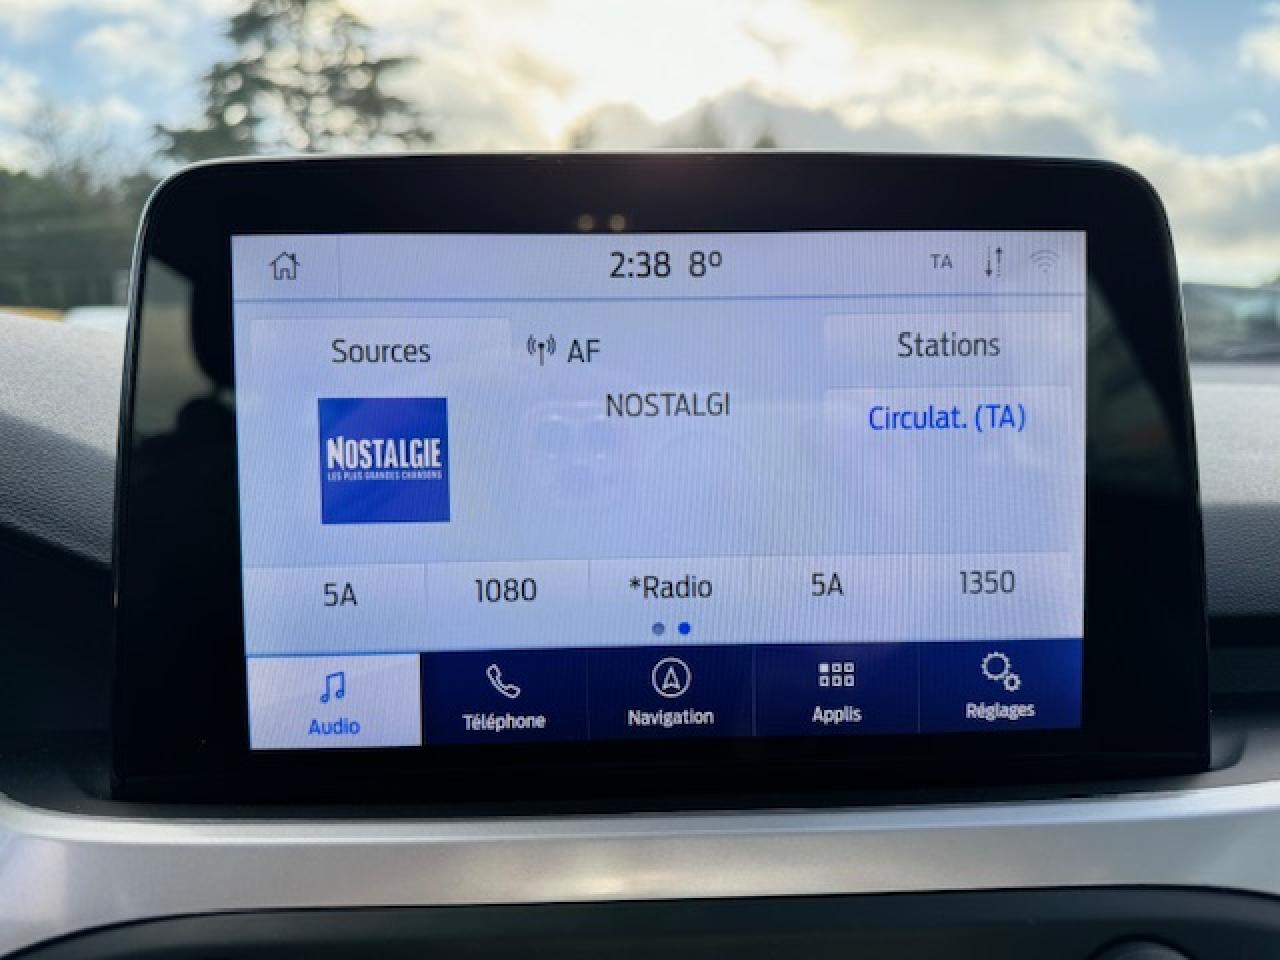 2:38 8°
TA
Sources
AF
Stations
NOSTALGI
Circulat. (TA)
NOSTALGIE
LES PLUS GRANDES CHANSONS
5A
1080
*Radio
5A
1350
Audio
Téléphone
Navigation
Applis
Réglages